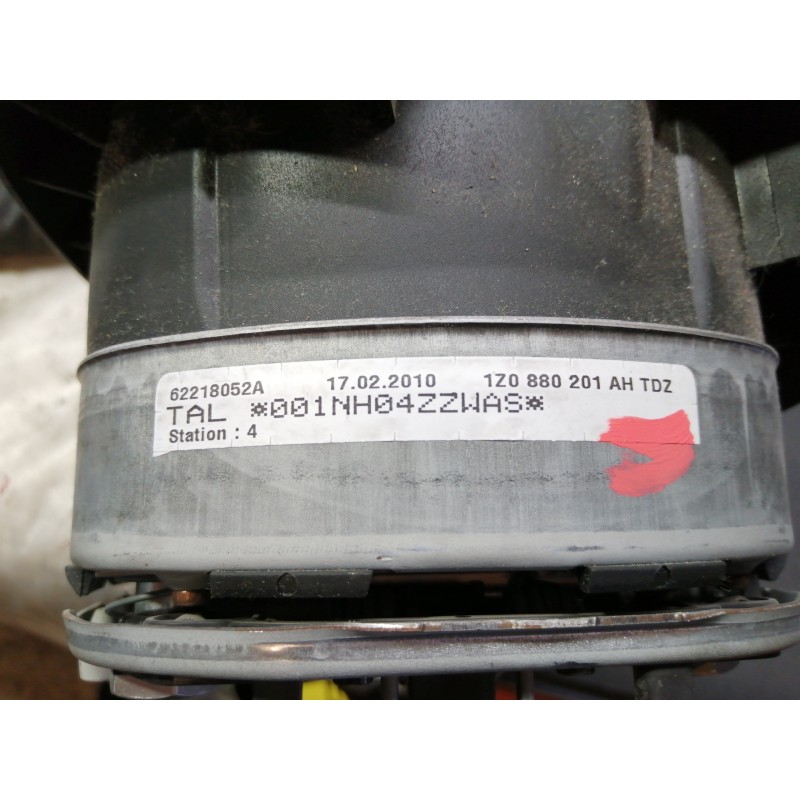 62218052A 17.02.2010 1Z0 880 201 AH TDZ
TAL *001NH04ZZWAS*
Station : 4